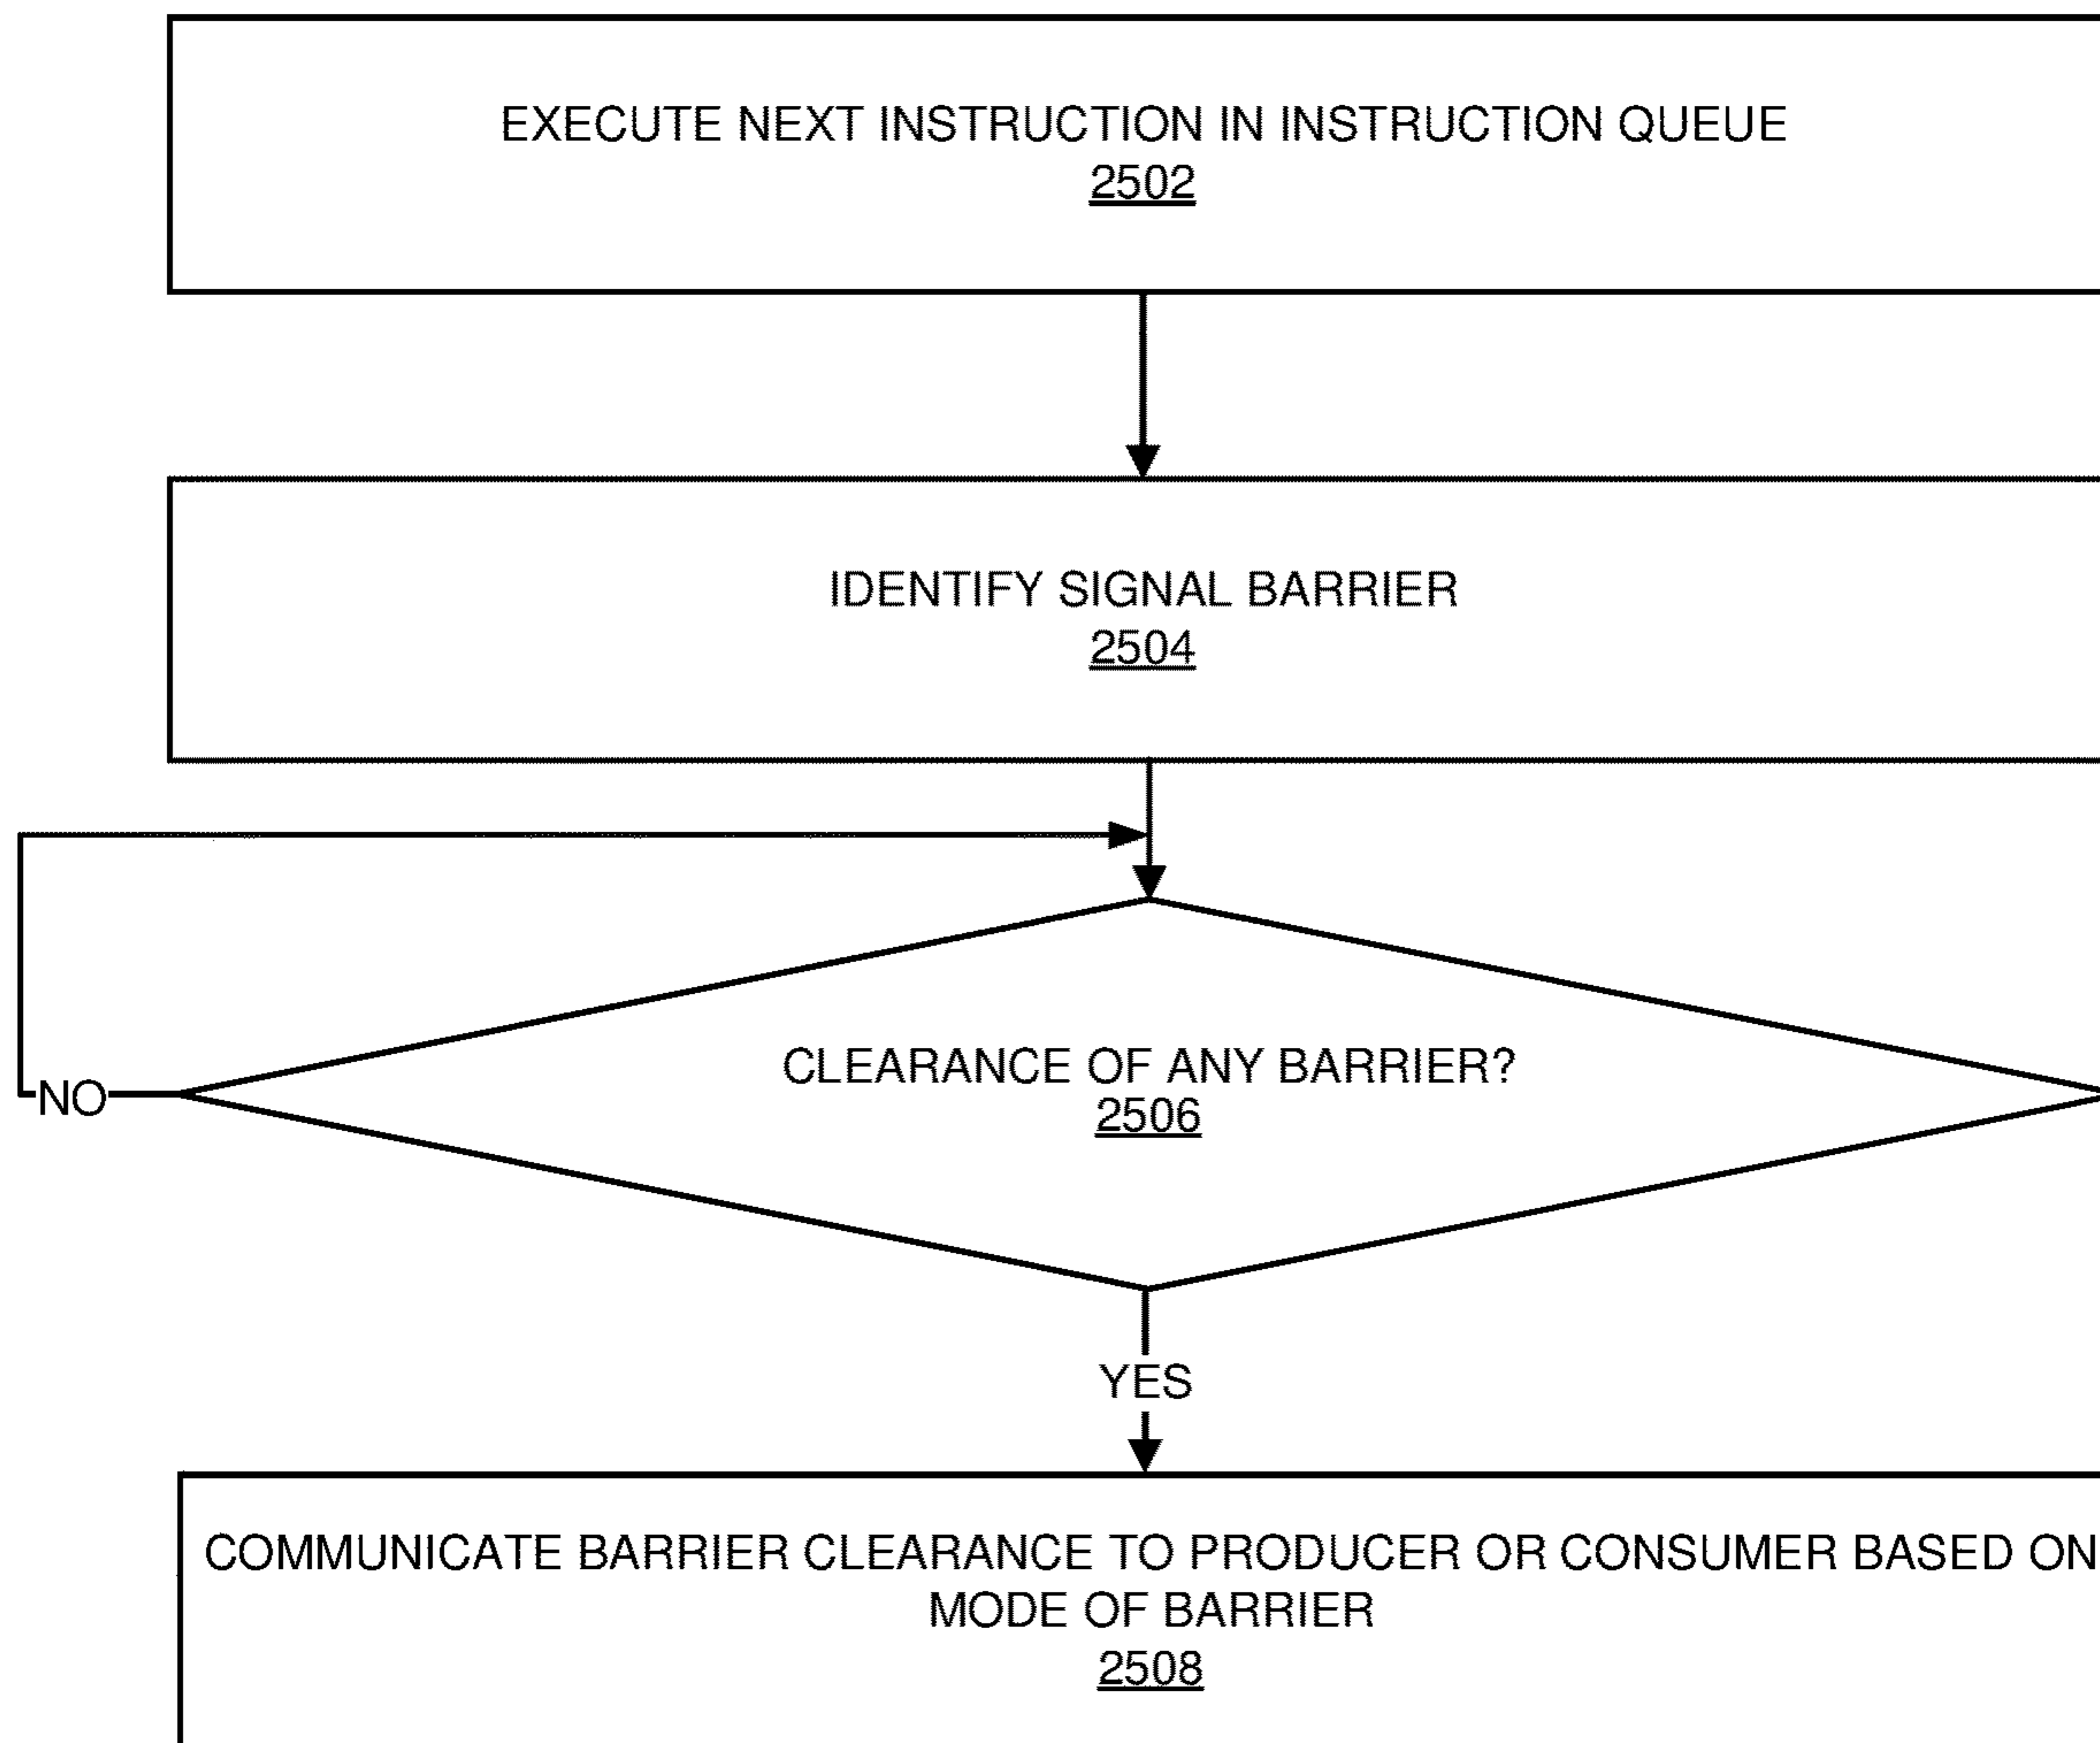 EXECUTE NEXT INSTRUCTION IN INSTRUCTION QUEUE
2502
IDENTIFY SIGNAL BARRIER
2504
CLEARANCE OF ANY BARRIER?
2506
NO
YES
COMMUNICATE BARRIER CLEARANCE TO PRODUCER OR CONSUMER BASED ON
MODE OF BARRIER
2508